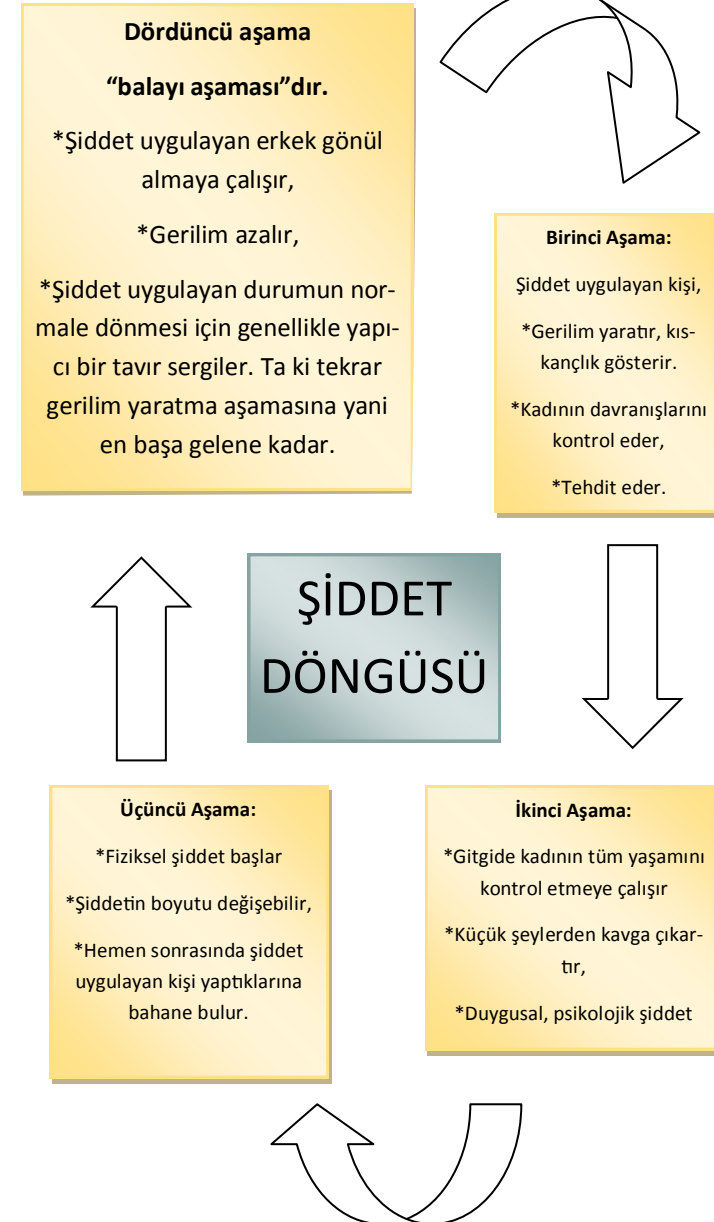 Dördüncü aşama
“balayı aşaması”dır.
*Şiddet uygulayan erkek gönül
almaya çalışır,
*Gerilim azalır,
*Şiddet uygulayan durumun nor-
male dönmesi için genellikle yapı-
cı bir tavır sergiler. Ta ki tekrar
gerilim yaratma aşamasına yani
en başa gelene kadar.
Birinci Aşama:
Şiddet uygulayan kişi,
*Gerilim yaratır, kıs-
kançlık gösterir.
*Kadının davranışlarını
kontrol eder,
*Tehdit eder.
ŞİDDET
DÖNGÜSÜ
Üçüncü Aşama:
*Fiziksel şiddet başlar
*Şiddetin boyutu değişebilir,
*Hemen sonrasında şiddet
uygulayan kişi yaptıklarına
bahane bulur.
İkinci Aşama:
*Gitgide kadının tüm yaşamını
kontrol etmeye çalışır
*Küçük şeylerden kavga çıkar-
tır,
*Duygusal, psikolojik şiddet